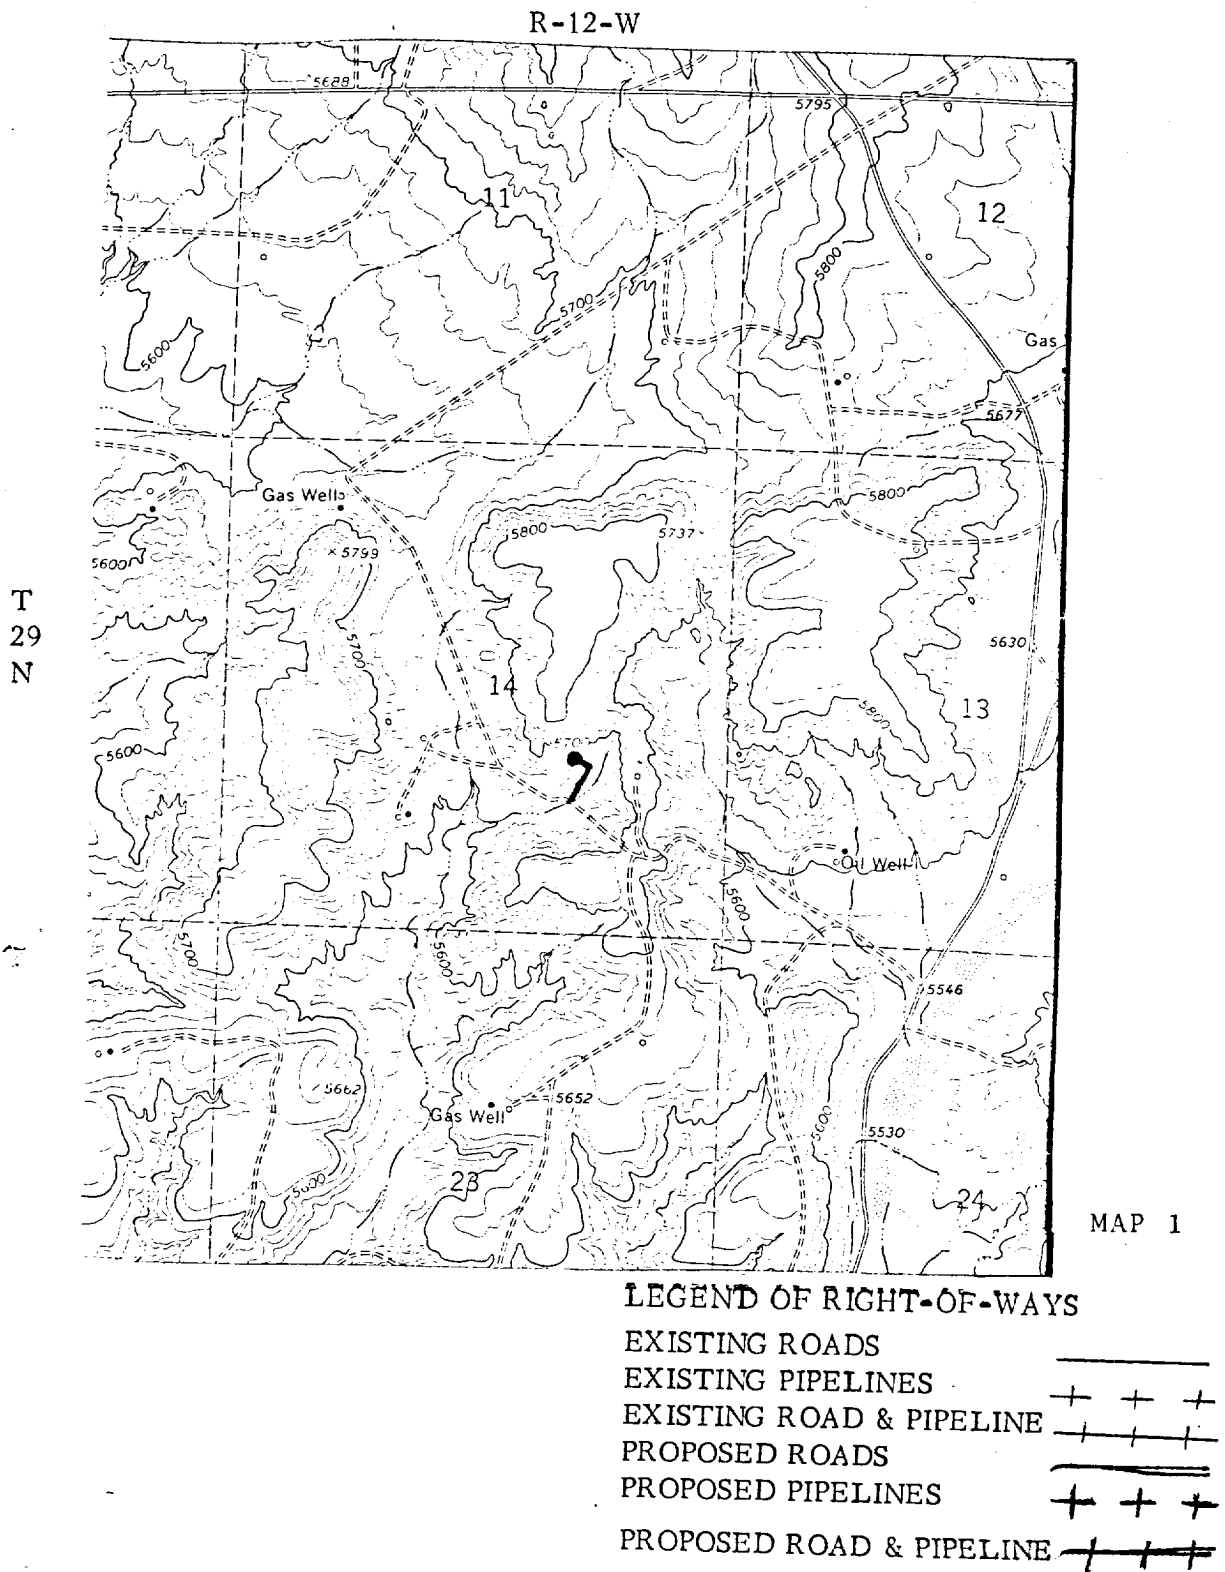 R-12-W
5688
5795
11
12
5800
5700
Gas
5600
5677
Gas Well
5800
5800
5737
5799
5600
T
29
N
5630
5700
14
13
5800
5600
Oil Well
5600
5700
5600
5546
5662
5652
Gas Well
5600
5530
23
5600
24
MAP 1
LEGEND OF RIGHT-OF-WAYS
EXISTING ROADS
EXISTING PIPELINES
EXISTING ROAD & PIPELINE
PROPOSED ROADS
PROPOSED PIPELINES
PROPOSED ROAD & PIPELINE